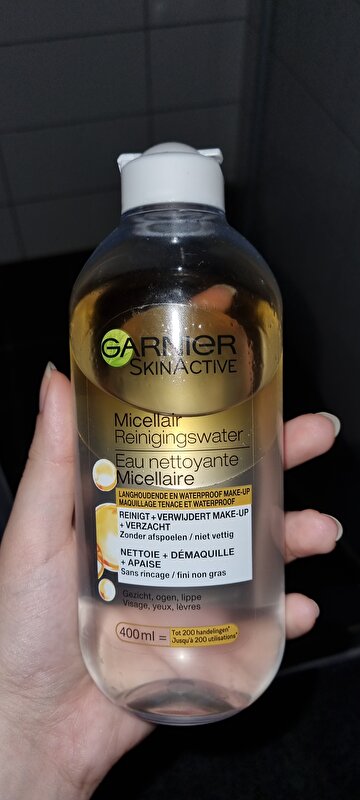 GARNIER
SKINACTIVE
Micellair
Reinigingswater
Eau nettoyante
Micellaire
LANGHOUDENDE EN WATERPROOF MAKE-UP
MAQUILLAGE TENACE ET WATERPROOF
REINIGT + VERWIJDERT MAKE-UP
+ VERZACHT
Zonder afspoelen / niet vettig
NETTOIE + DÉMAQUILLE
+ APAISE
Sans rincage / fini non gras
Gezicht, ogen, lippe
Visage, yeux, lèvres
400ml = Tot 200 handelingen*
Jusqu'à 200 utilisations*